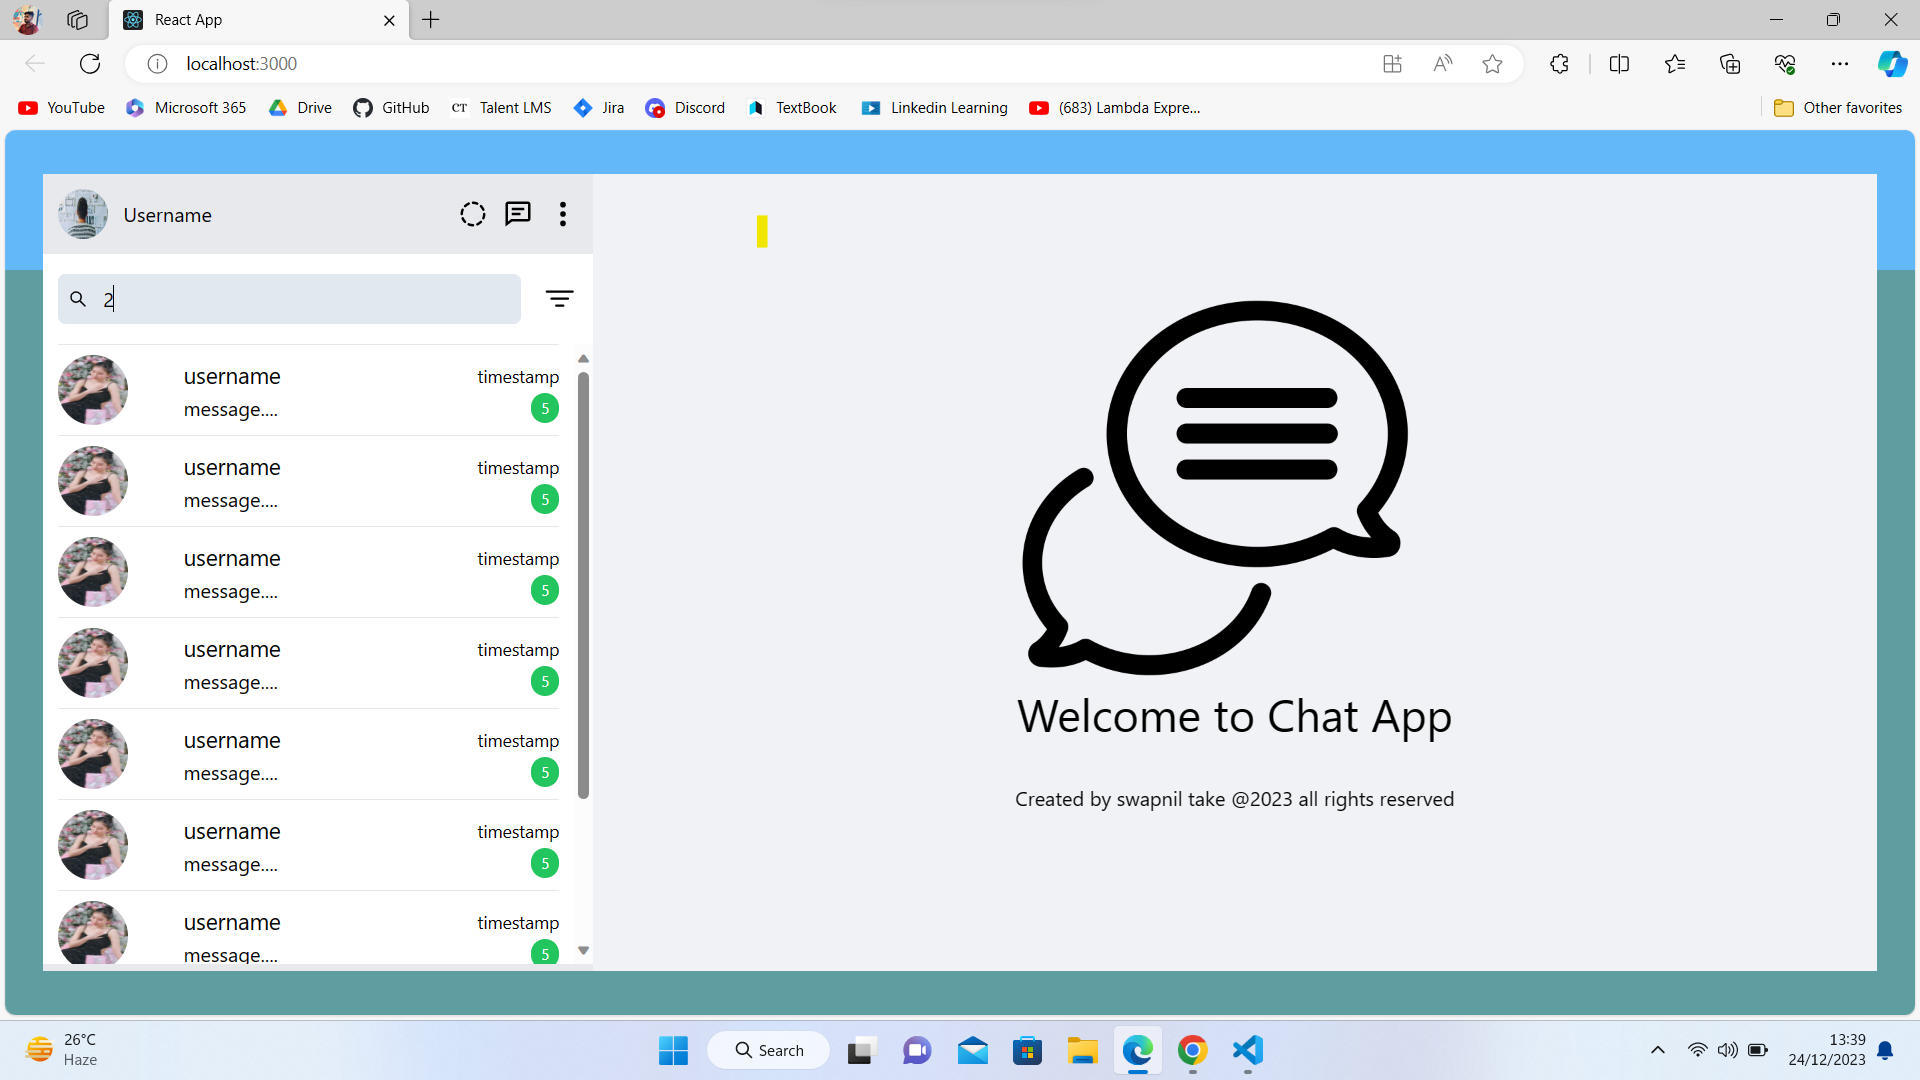 React App
localhost:3000
YouTube Microsoft 365 Drive GitHub CT Talent LMS Jira Discord TextBook Linkedin Learning (683) Lambda Expre... Other favorites
Username
2
username timestamp
message.... 5
username timestamp
message.... 5
username timestamp
message.... 5
username timestamp
message.... 5
username timestamp
message.... 5
username timestamp
message.... 5
username timestamp
message.... 5
Welcome to Chat App
Created by swapnil take @2023 all rights reserved
26°C
Haze
Search
13:39
24/12/2023